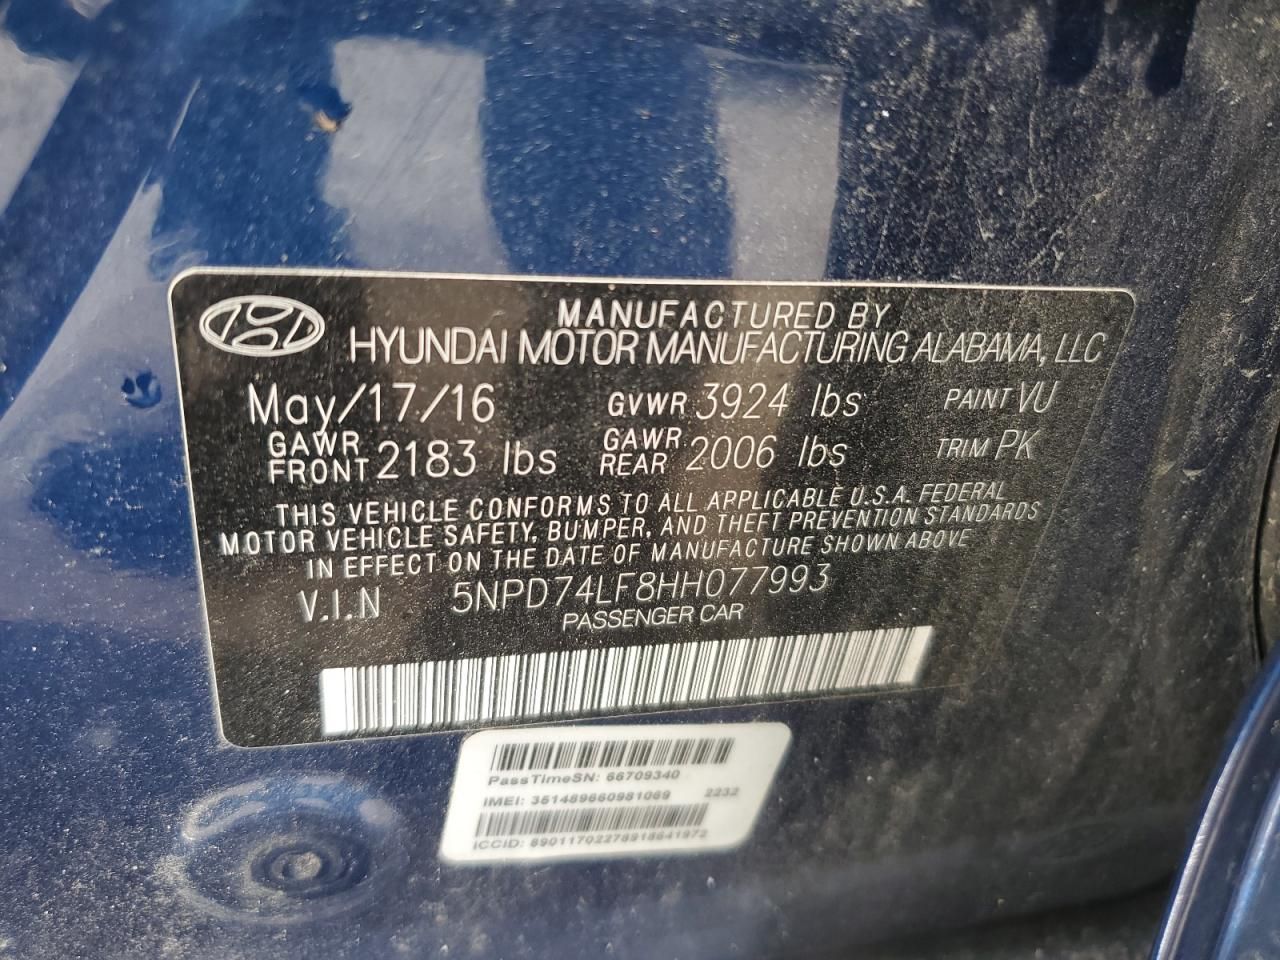 MANUFACTURED BY
HYUNDAI MOTOR MANUFACTURING ALABAMA, LLC
May/17/16 GVWR 3924 lbs PAINT VU
GAWR FRONT 2183 lbs GAWR REAR 2006 lbs TRIM PK
THIS VEHICLE CONFORMS TO ALL APPLICABLE U.S.A. FEDERAL
MOTOR VEHICLE SAFETY, BUMPER, AND THEFT PREVENTION STANDARDS
IN EFFECT ON THE DATE OF MANUFACTURE SHOWN ABOVE
V.I.N 5NPD74LF8HH077993
PASSENGER CAR
PassTimeSN: 66709340
IMEI: 351489660981069 2232
ICCID: 89011702278918641972